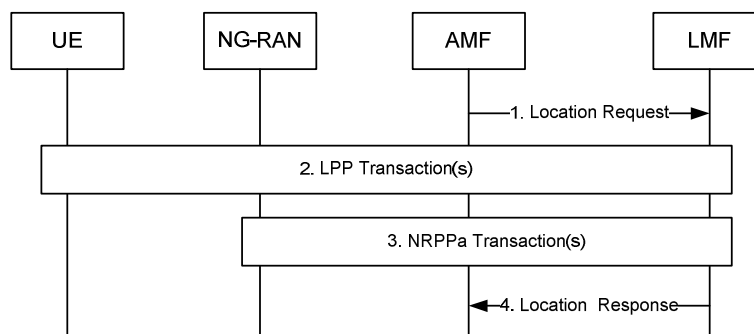 UE
NG-RAN
AMF
LMF
1. Location Request
2. LPP Transaction(s)
3. NRPPa Transaction(s)
4. Location Response